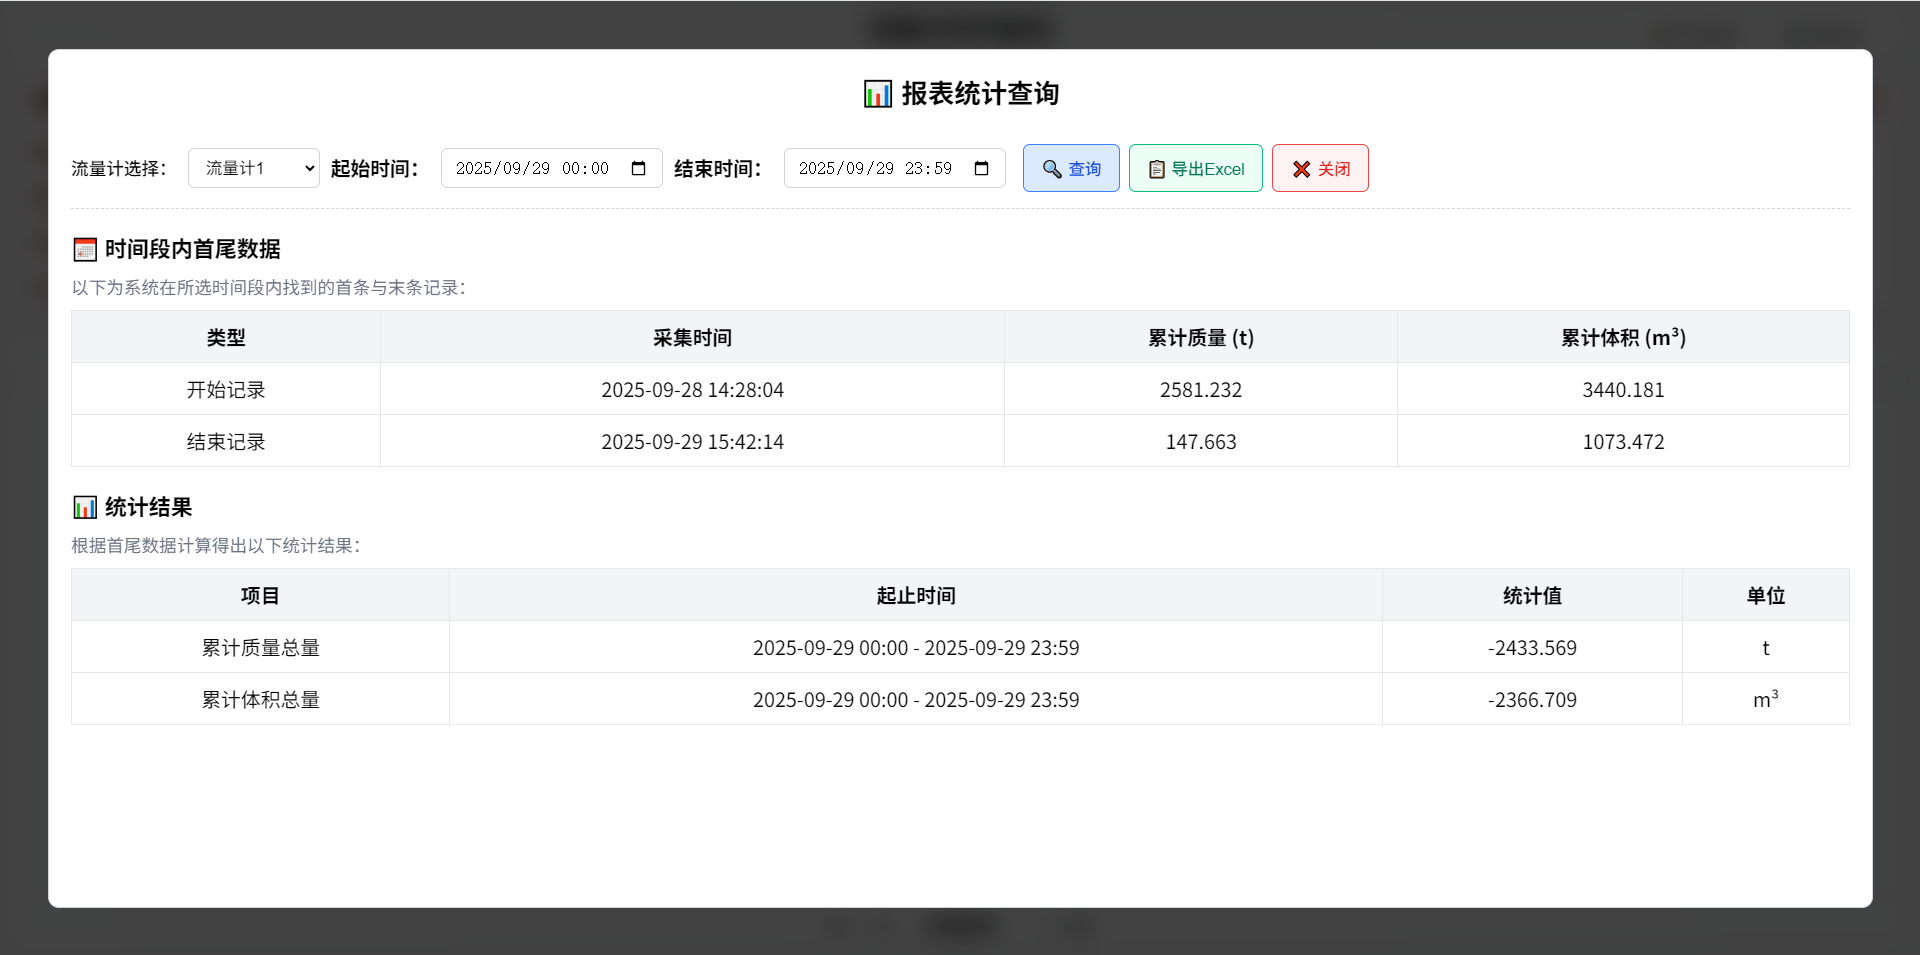 📊 报表统计查询
流量计选择： 流量计1 起始时间： 2025/09/29 00:00 结束时间： 2025/09/29 23:59 🔍 查询 📋 导出Excel ❌ 关闭
📅 时间段内首尾数据
以下为系统在所选时间段内找到的首条与末条记录：
类型 采集时间 累计质量 (t) 累计体积 (m³)
开始记录 2025-09-28 14:28:04 2581.232 3440.181
结束记录 2025-09-29 15:42:14 147.663 1073.472
📊 统计结果
根据首尾数据计算得出以下统计结果：
项目 起止时间 统计值 单位
累计质量总量 2025-09-29 00:00 - 2025-09-29 23:59 -2433.569 t
累计体积总量 2025-09-29 00:00 - 2025-09-29 23:59 -2366.709 m³